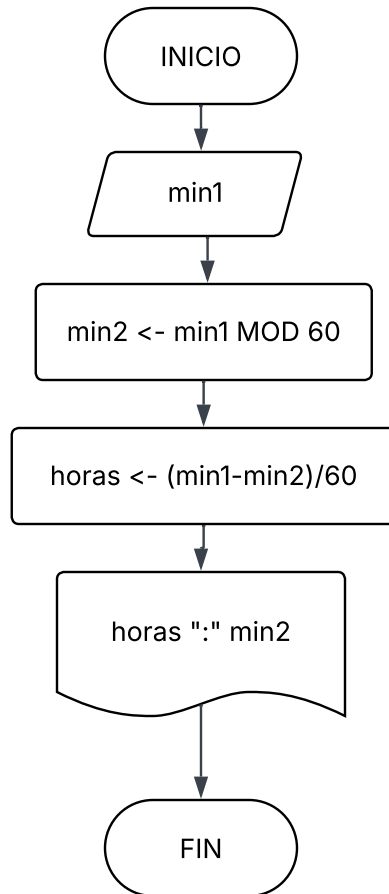 INICIO
min1
min2 <- min1 MOD 60
horas <- (min1-min2)/60
horas ":" min2
FIN